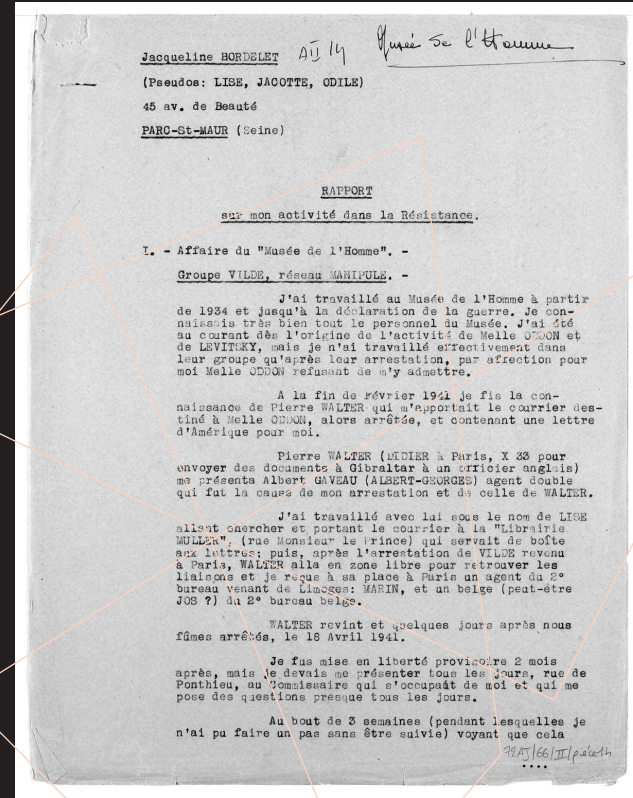 Musée de l'Homme
Jacqueline BORDELET AII/4
(Pseudos: LISE, JACOTTE, ODILE)
45 av. de Beauté
PARC-St-MAUR (Seine)
RAPPORT
sur mon activité dans la Résistance.
I. - Affaire du "Musée de l'Homme". -
Groupe VILDE, réseau MANIPULE. -
J'ai travaillé au Musée de l'Homme à partir
de 1934 et jusqu'à la déclaration de la guerre. Je con-
naissais très bien tout le personnel du Musée. J'ai été
au courant dès l'origine de l'activité de Melle ODDON et
de LEVITSKY, mais je n'ai travaillé effectivement dans
leur groupe qu'après leur arrestation, par affection pour
moi Melle ODDON refusant de m'y admettre.
A la fin de Février 1941 je fis la con-
naissance de Pierre WALTER qui m'apportait le courrier des-
tiné à Melle ODDON, alors arrêtée, et contenant une lettre
d'Amérique pour moi.
Pierre WALTER (DIDIER à Paris, X 33 pour
envoyer des documents à Gibraltar à un officier anglais)
me présenta Albert GAVEAU (ALBERT-GEORGES) agent double
qui fut la cause de mon arrestation et de celle de WALTER.
J'ai travaillé avec lui sous le nom de LISE
allant chercher et portant le courrier à la "Librairie
MULLER", (rue Monsieur le Prince) qui servait de boîte
aux lettres; puis, après l'arrestation de VILDE revenu
à Paris, WALTER alla en zone libre pour retrouver les
liaisons et je reçus à sa place à Paris un agent du 2°
bureau venant de Limoges: MARIN, et un belge (peut-être
JOS ?) du 2° bureau belge.
WALTER revint et quelques jours après nous
fûmes arrêtés, le 18 Avril 1941.
Je fus mise en liberté provisoire 2 mois
après, mais je devais me présenter tous les jours, rue de
Ponthieu, au Commissaire qui s'occupait de moi et qui me
pose des questions presque tous les jours.
Au bout de 3 semaines (pendant lesquelles je
n'ai pu faire un pas sans être suivie) voyant que cela
72AJ/66/II/pièce 14
....